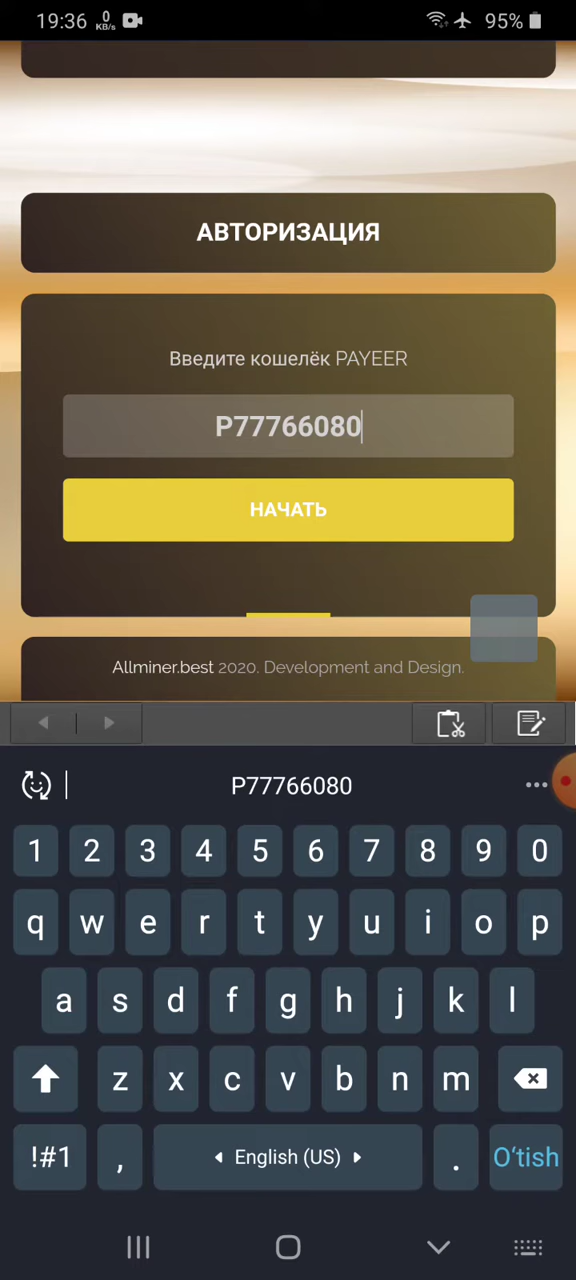 19:36 0 KB/s 95%
АВТОРИЗАЦИЯ
Введите кошелёк PAYEER
P77766080
НАЧАТЬ
Allminer.best 2020. Development and Design.
P77766080
1 2 3 4 5 6 7 8 9 0
q w e r t y u i o p
a s d f g h j k l
z x c v b n m
!#1 , English (US) . O‘tish